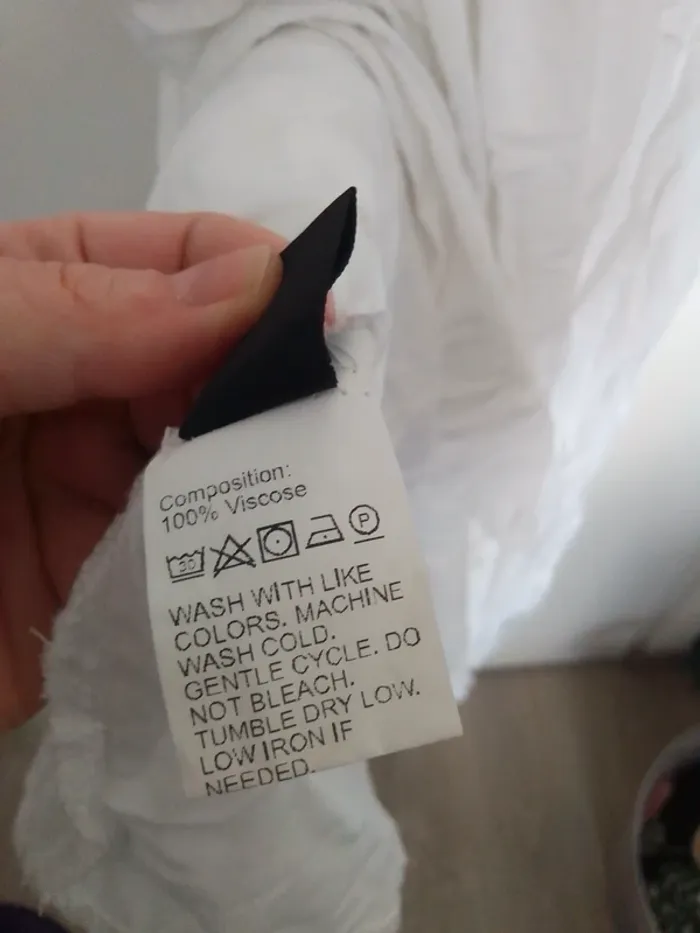 Composition:
100% Viscose
30 P
WASH WITH LIKE
COLORS. MACHINE
WASH COLD.
GENTLE CYCLE. DO
NOT BLEACH.
TUMBLE DRY LOW.
LOW IRON IF
NEEDED.